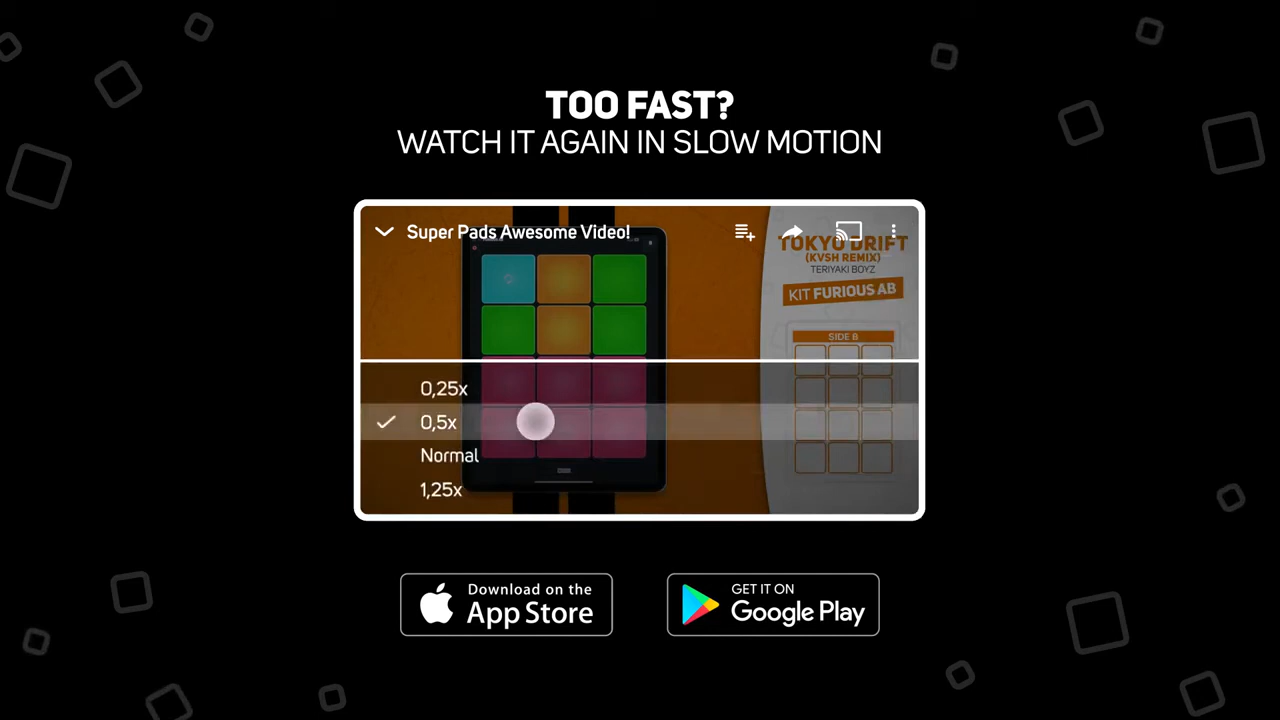 TOO FAST?
WATCH IT AGAIN IN SLOW MOTION
Super Pads Awesome Video!
TOKYO DRIFT
(KVSH REMIX)
TERIYAKI BOYZ
KIT FURIOUS AB
SIDE B
0,25x
0,5x
Normal
1,25x
Download on the
App Store
GET IT ON
Google Play